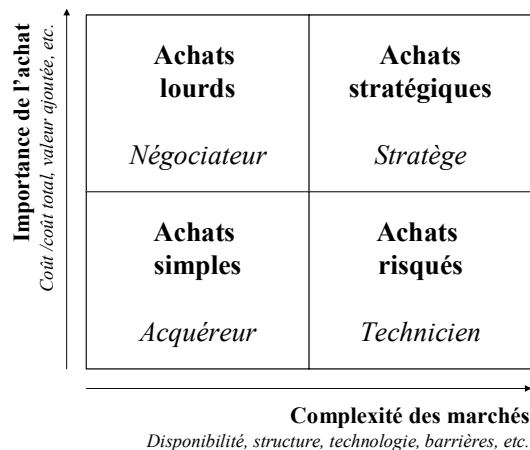 Importance de l'achat
Coût /coût total, valeur ajoutée, etc.
Achats
lourds
Négociateur
Achats
stratégiques
Stratège
Achats
simples
Acquéreur
Achats
risqués
Technicien
Complexité des marchés
Disponibilité, structure, technologie, barrières, etc.